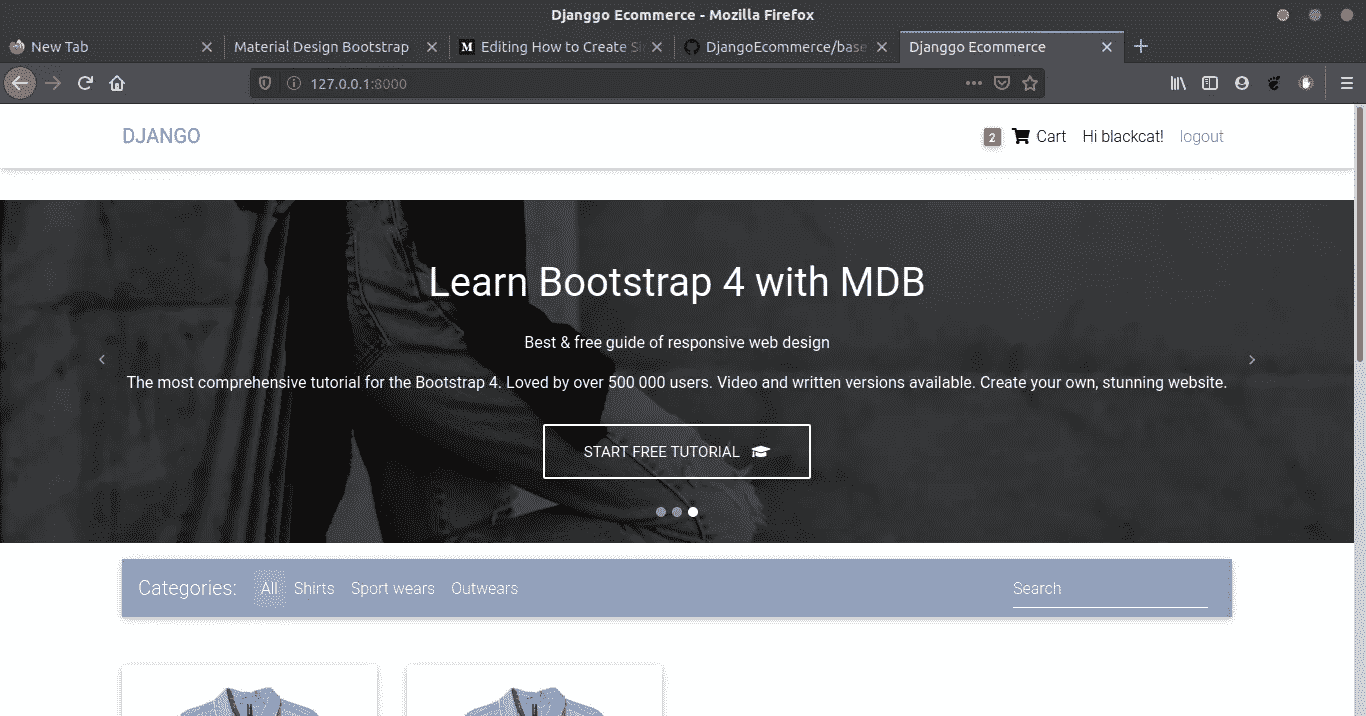 Djanggo Ecommerce - Mozilla Firefox
New Tab
Material Design Bootstrap
M Editing How to Create Si
DjangoEcommerce/base
Djanggo Ecommerce
127.0.0.1:8000
DJANGO
2 Cart Hi blackcat! logout
Learn Bootstrap 4 with MDB
Best & free guide of responsive web design
The most comprehensive tutorial for the Bootstrap 4. Loved by over 500 000 users. Video and written versions available. Create your own, stunning website.
START FREE TUTORIAL
Categories: All Shirts Sport wears Outwears Search